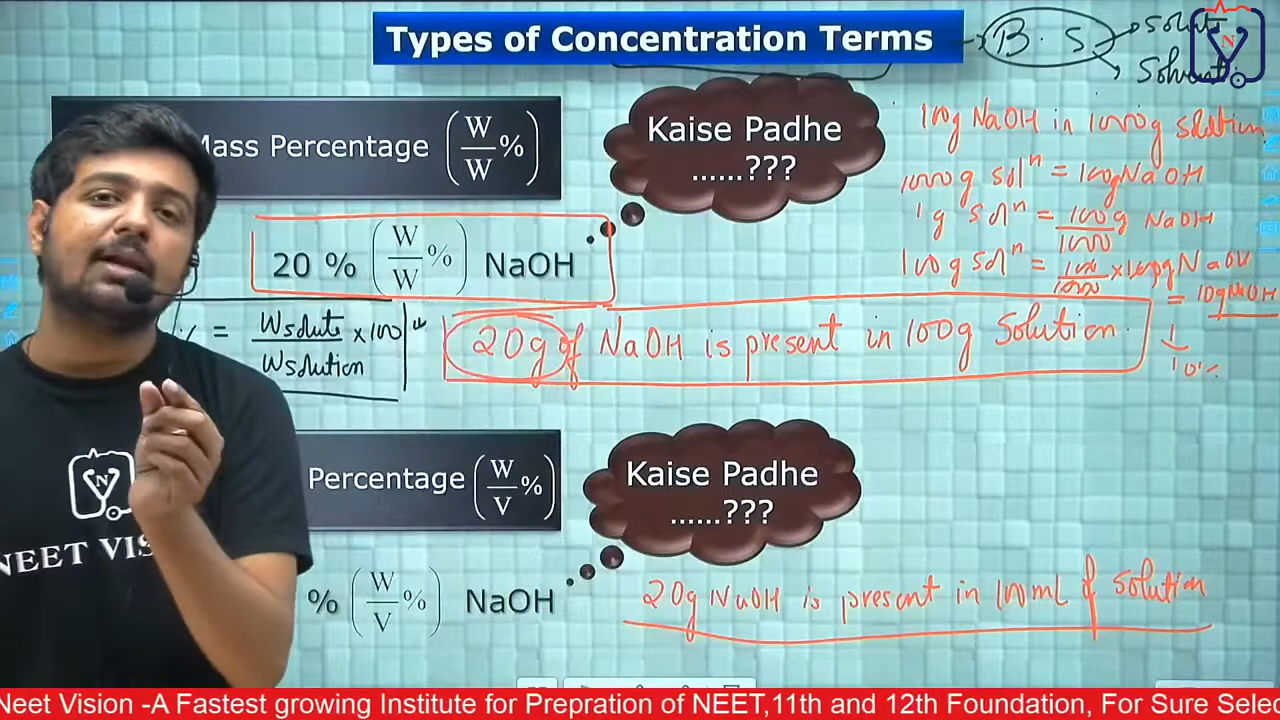 Types of Concentration Terms
B.S
Solute
Solvent
N
Mass Percentage (W/W %)
Kaise Padhe
......???
100g NaOH in 1000g solution
1000g solⁿ = 100g NaOH
1g solⁿ = 100/1000 g NaOH
100g solⁿ = 100/1000 × 100g NaOH
= 10g NaOH
10%
20 % (W/W %) NaOH
% = Wsolute/Wsolution ×100
20g of NaOH is present in 100g Solution.
Percentage (W/V %)
Kaise Padhe
......???
% (W/V %) NaOH
20g NaOH is present in 100mL of solution
N
NEET VIS
Neet Vision -A Fastest growing Institute for Prepration of NEET,11th and 12th Foundation, For Sure Selec